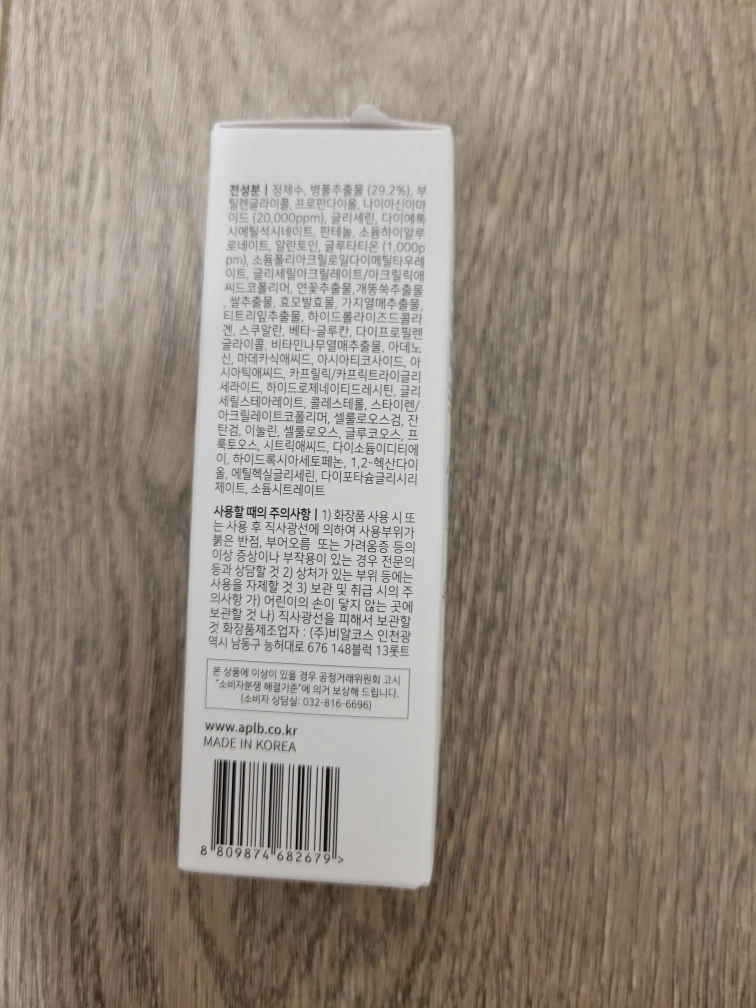 전성분 | 정제수, 병풀추출물 (29.2%), 부
틸렌글라이콜, 프로판다이올, 나이아신아마
이드 (20,000ppm), 글리세린, 다이에톡
시에틸석시네이트, 판테놀, 소듐하이알루
로네이트, 알란토인, 글루타티온 (1,000p
pm), 소듐폴리아크릴로일다이메틸타우레
이트, 글리세릴아크릴레이트/아크릴릭애
씨드코폴리머, 연꽃추출물,개똥쑥추출물
, 쌀추출물, 효모발효물, 가지열매추출물,
티트리잎추출물, 하이드롤라이즈드콜라
겐, 스쿠알란, 베타-글루칸, 다이프로필렌
글라이콜, 비타민나무열매추출물, 아데노
신, 마데카식애씨드, 아시아티코사이드, 아
시아틱애씨드, 카프릴릭/카프릭트라이글리
세라이드, 하이드로제네이티드레시틴, 글리
세릴스테아레이트, 콜레스테롤, 스타이렌/
아크릴레이트코폴리머, 셀룰로오스검, 잔
탄검, 이눌린, 셀룰로오스, 글루코오스, 프
룩토오스, 시트릭애씨드, 다이소듐이디티에
이, 하이드록시아세토페논, 1,2-헥산다이
올, 에틸헥실글리세린, 다이포타슘글리시리
제이트, 소듐시트레이트
사용할 때의 주의사항 | 1) 화장품 사용 시 또
는 사용 후 직사광선에 의하여 사용부위가
붉은 반점, 부어오름 또는 가려움증 등의
이상 증상이나 부작용이 있는 경우 전문의
등과 상담할 것 2) 상처가 있는 부위 등에는
사용을 자제할 것 3) 보관 및 취급 시의 주
의사항 가) 어린이의 손이 닿지 않는 곳에
보관할 것 나) 직사광선을 피해서 보관할
것 화장품제조업자 : (주)비알코스 인천광
역시 남동구 능허대로 676 148블럭 13롯트
본 상품에 이상이 있을 경우 공정거래위원회 고시
"소비자분쟁 해결기준"에 의거 보상해 드립니다.
(소비자 상담실: 032-816-6696)
www.aplb.co.kr
MADE IN KOREA
8 809874 682679 >